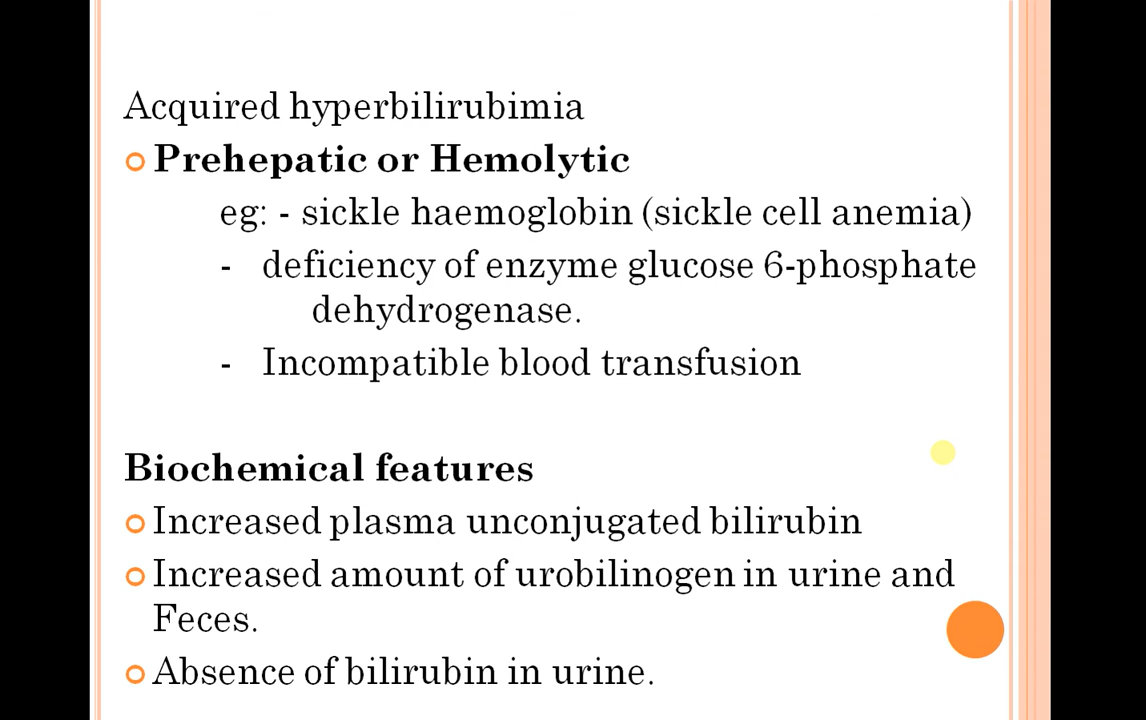 Acquired hyperbilirubimia
Prehepatic or Hemolytic
eg: - sickle haemoglobin (sickle cell anemia)
- deficiency of enzyme glucose 6-phosphate
dehydrogenase.
- Incompatible blood transfusion
Biochemical features
Increased plasma unconjugated bilirubin
Increased amount of urobilinogen in urine and
Feces.
Absence of bilirubin in urine.